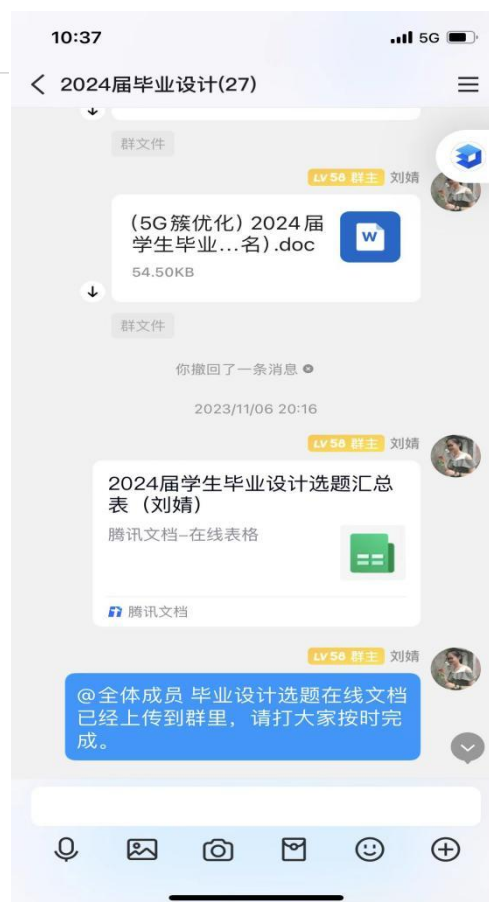 10:37
5G
2024届毕业设计(27)
群文件
LV56 群主 刘婧
（5G簇优化）2024届
学生毕业...名）.doc
W
54.50KB
群文件
你撤回了一条消息
2023/11/06 20:16
LV56 群主 刘婧
2024届学生毕业设计选题汇总
表（刘婧）
腾讯文档-在线表格
腾讯文档
LV56 群主 刘婧
@全体成员 毕业设计选题在线文档
已经上传到群里，请打大家按时完
成。